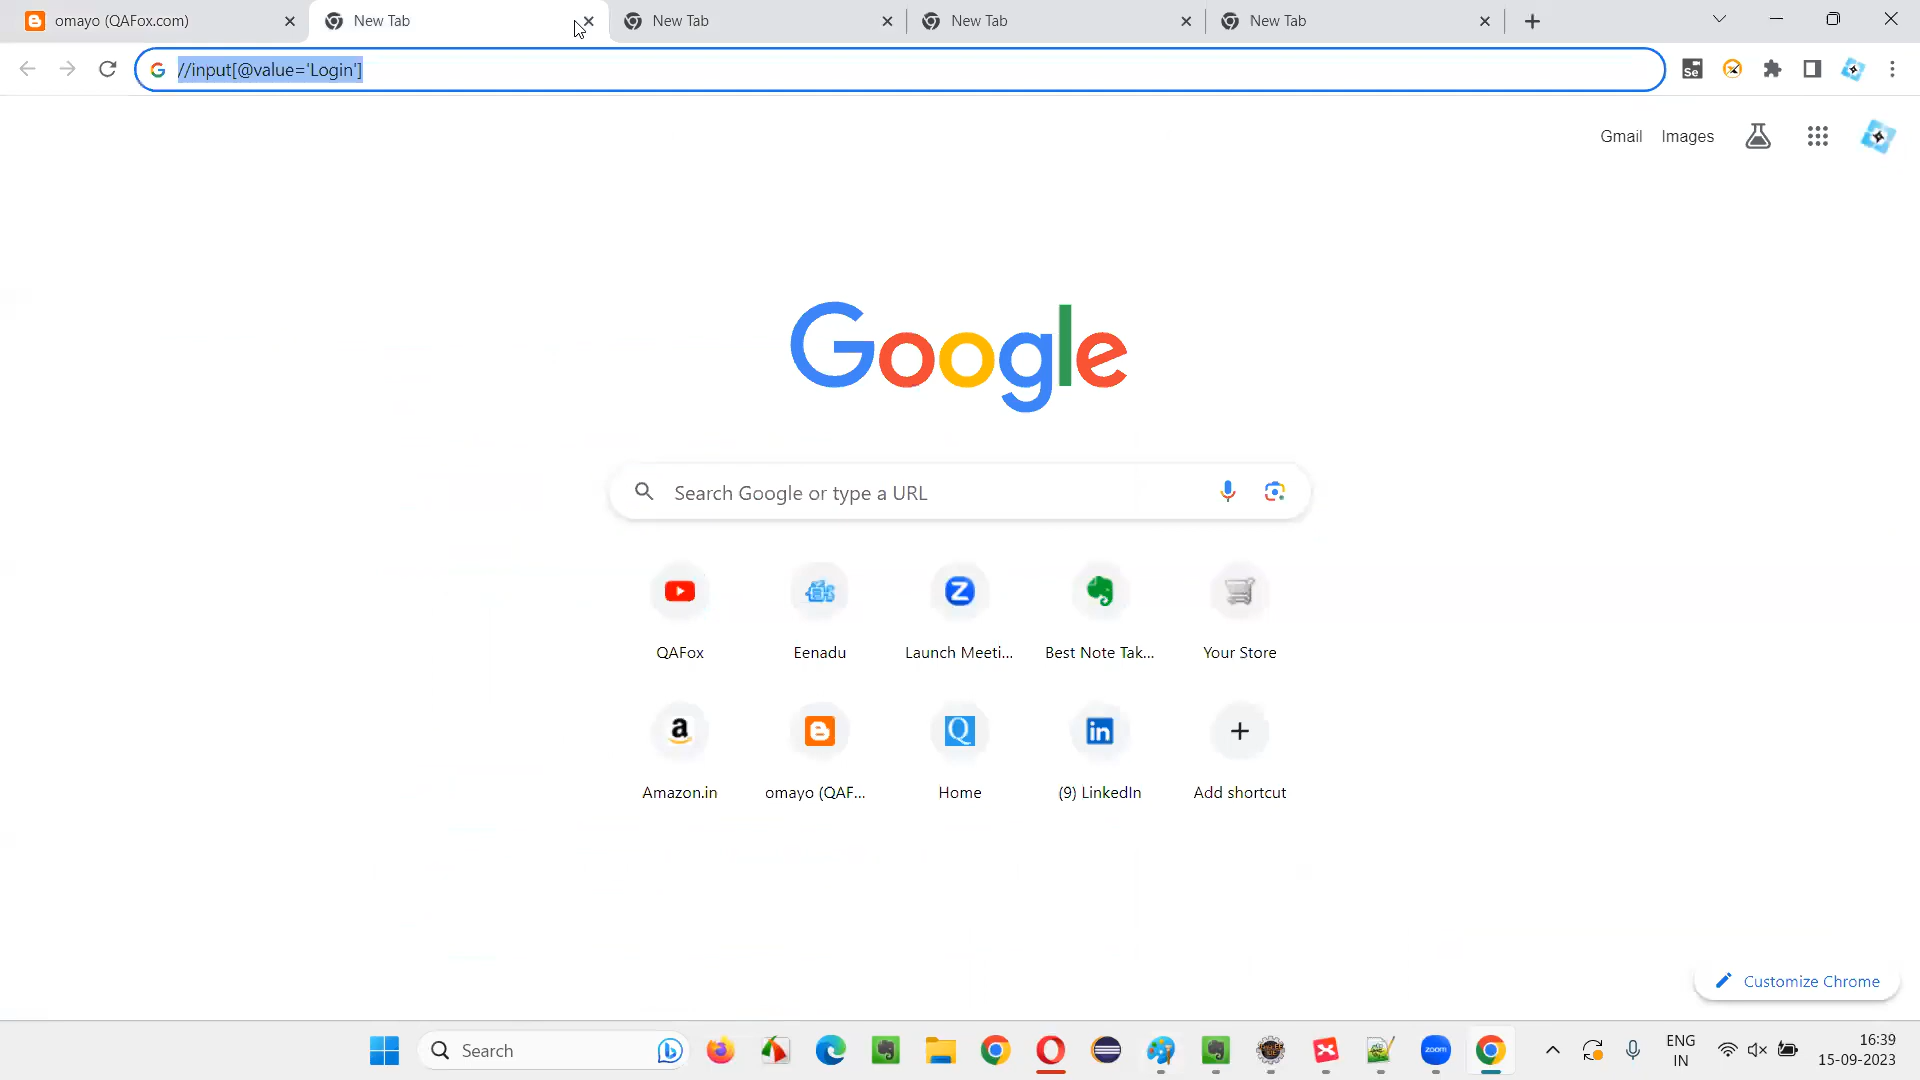 omayo (QAFox.com)
New Tab
New Tab
New Tab
New Tab
//input[@value='Login']
Se
Gmail
Images
Google
Search Google or type a URL
QAFox
Eenadu
Launch Meeti...
Best Note Tak...
Your Store
Amazon.in
omayo (QAF...
Home
(9) LinkedIn
Add shortcut
Customize Chrome
Search
zoom
ENG
IN
16:39
15-09-2023